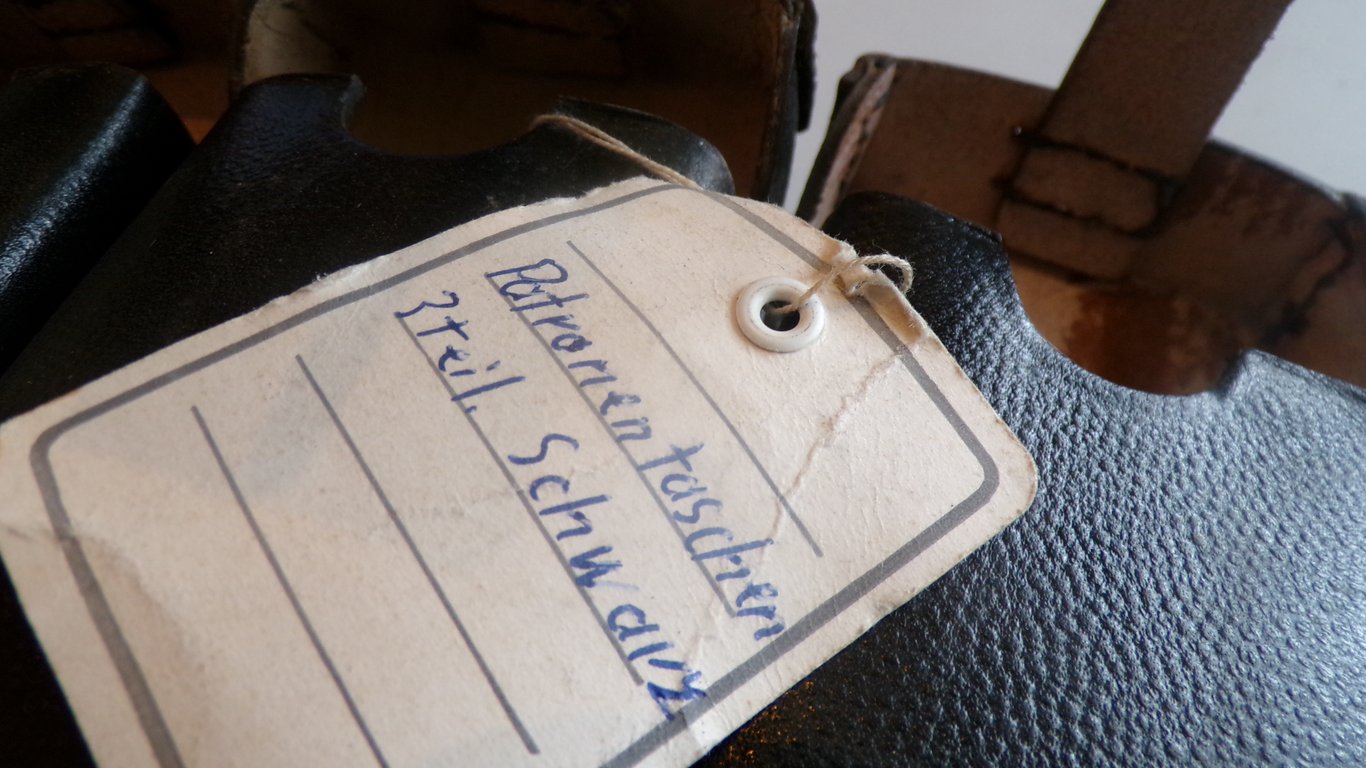 Patronentaschen
3teil. Schwarz